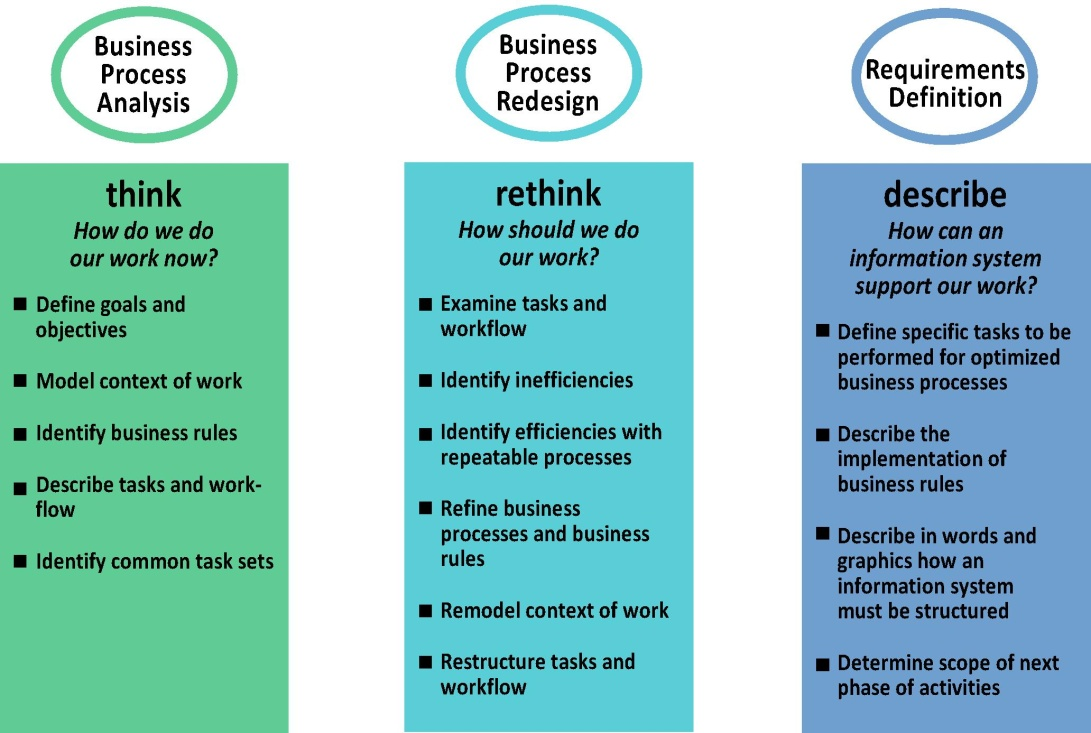 Business
Process
Analysis
think
How do we do
our work now?
■ Define goals and
objectives
■ Model context of work
■ Identify business rules
■ Describe tasks and work-
flow
■ Identify common task sets
Business
Process
Redesign
rethink
How should we do
our work?
■ Examine tasks and
workflow
■ Identify inefficiencies
■ Identify efficiencies with
repeatable processes
■ Refine business
processes and business
rules
■ Remodel context of work
■ Restructure tasks and
workflow
Requirements
Definition
describe
How can an
information system
support our work?
■ Define specific tasks to be
performed for optimized
business processes
■ Describe the
implementation of
business rules
■ Describe in words and
graphics how an
information system
must be structured
■ Determine scope of next
phase of activities